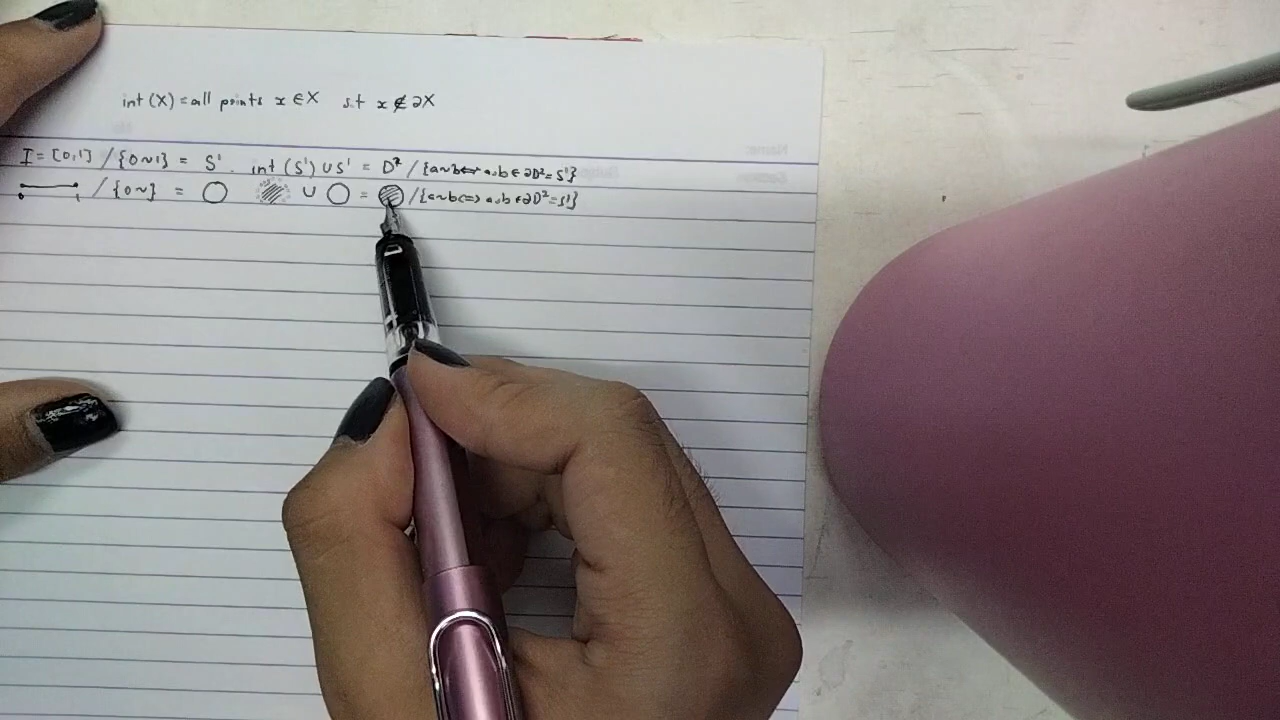 int (X) = all points x ∈ X s.t x ∉ ∂X
I = [0,1] / {0~1} = S¹. int (S¹) ∪ S¹ = D² / {a~b ⟺ a,b ∈ ∂D² = S¹}
/ {0~} = ◯ ∪ ◯ = / {a~b ⟺ a,b ∈ ∂D² = S¹}